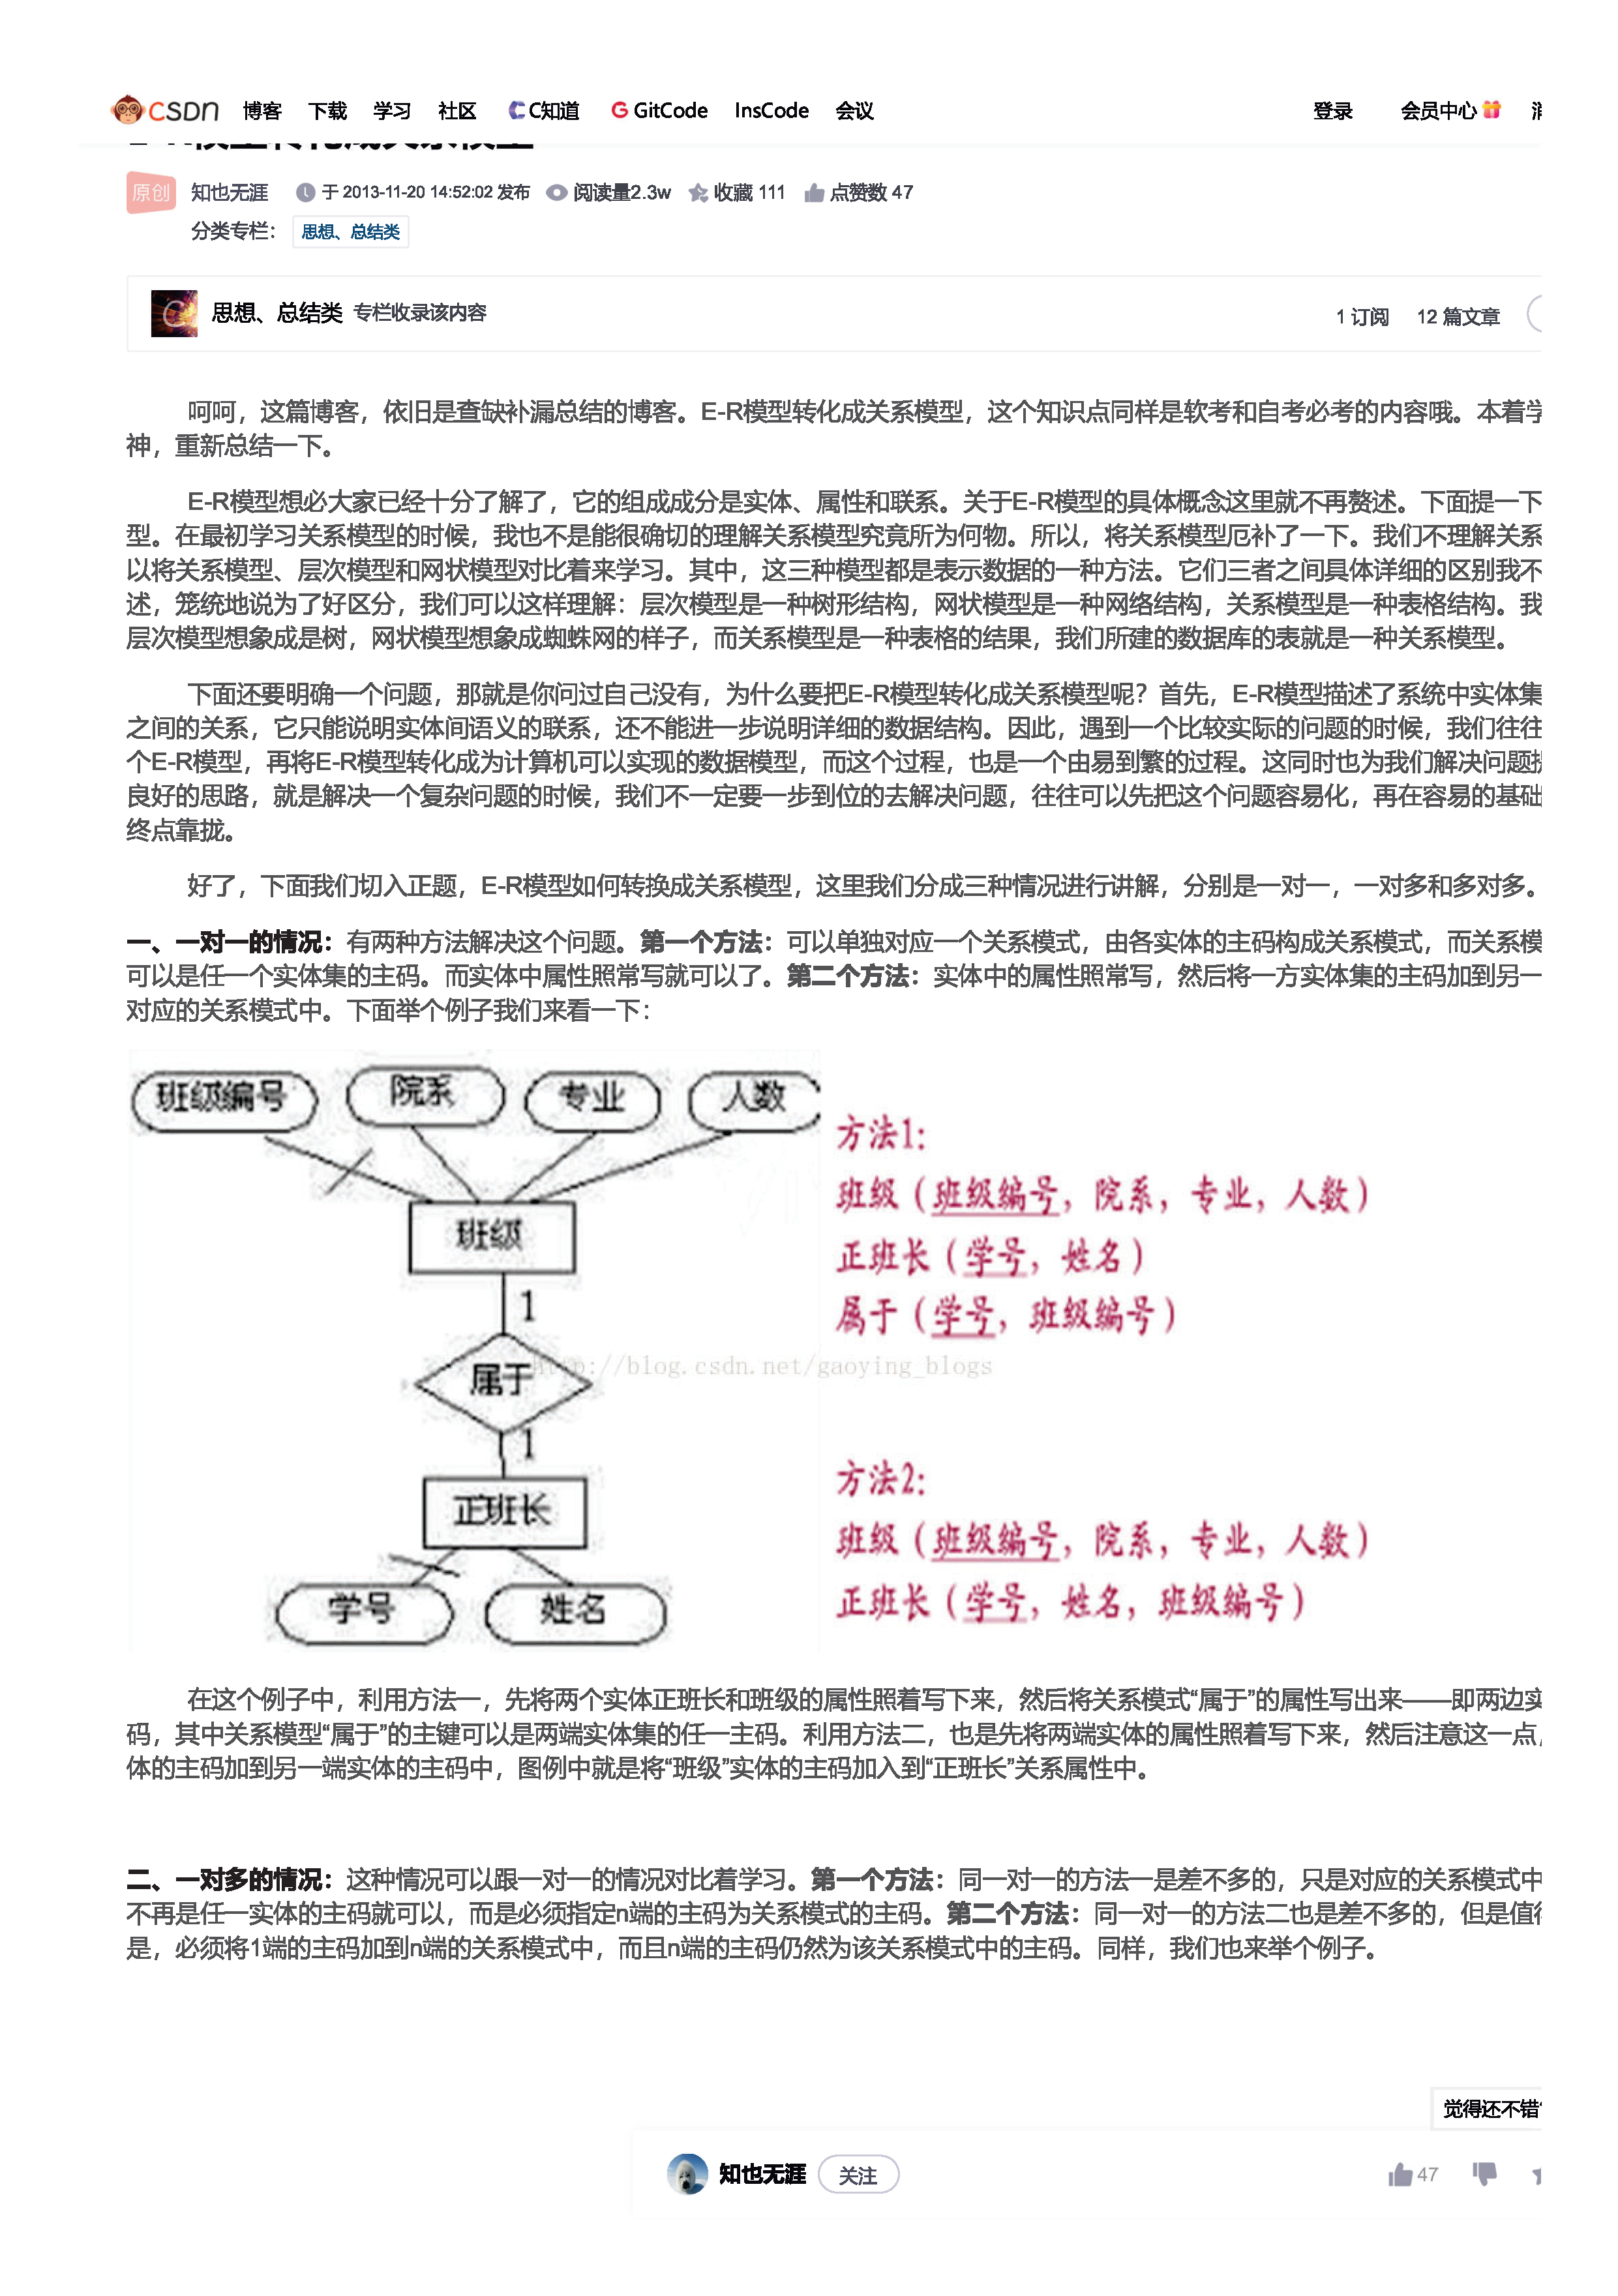 CSDN 博客 下载 学习 社区 C知道 GitCode InsCode 会议 登录 会员中心
原创 知也无涯 于 2013-11-20 14:52:02 发布 阅读量2.3w 收藏 111 点赞数 47
分类专栏: 思想、总结类
思想、总结类 专栏收录该内容 1 订阅 12 篇文章
呵呵，这篇博客，依旧是查缺补漏总结的博客。E-R模型转化成关系模型，这个知识点同样是软考和自考必考的内容哦。本着学
神，重新总结一下。
E-R模型想必大家已经十分了解了，它的组成成分是实体、属性和联系。关于E-R模型的具体概念这里就不再赘述。下面提一下
型。在最初学习关系模型的时候，我也不是能很确切的理解关系模型究竟所为何物。所以，将关系模型厄补了一下。我们不理解关系
以将关系模型、层次模型和网状模型对比着来学习。其中，这三种模型都是表示数据的一种方法。它们三者之间具体详细的区别我不
述，笼统地说为了好区分，我们可以这样理解：层次模型是一种树形结构，网状模型是一种网络结构，关系模型是一种表格结构。我
层次模型想象成是树，网状模型想象成蜘蛛网的样子，而关系模型是一种表格的结果，我们所建的数据库的表就是一种关系模型。
下面还要明确一个问题，那就是你问过自己没有，为什么要把E-R模型转化成关系模型呢？首先，E-R模型描述了系统中实体集
之间的关系，它只能说明实体间语义的联系，还不能进一步说明详细的数据结构。因此，遇到一个比较实际的问题的时候，我们往往
个E-R模型，再将E-R模型转化成为计算机可以实现的数据模型，而这个过程，也是一个由易到繁的过程。这同时也为我们解决问题
良好的思路，就是解决一个复杂问题的时候，我们不一定要一步到位的去解决问题，往往可以先把这个问题容易化，再在容易的基础
终点靠拢。
好了，下面我们切入正题，E-R模型如何转换成关系模型，这里我们分成三种情况进行讲解，分别是一对一，一对多和多对多。
一、一对一的情况：有两种方法解决这个问题。第一个方法：可以单独对应一个关系模式，由各实体的主码构成关系模式，而关系模
可以是任一个实体集的主码。而实体中属性照常写就可以了。第二个方法：实体中的属性照常写，然后将一方实体集的主码加到另一
对应的关系模式中。下面举个例子我们来看一下：
班级编号 院系 专业 人数
班级
1
属于
1
正班长
学号 姓名
方法1:
班级（班级编号，院系，专业，人数）
正班长（学号，姓名）
属于（学号，班级编号）
http://blog.csdn.net/gaoying_blogs
方法2:
班级（班级编号，院系，专业，人数）
正班长（学号，姓名，班级编号）
在这个例子中，利用方法一，先将两个实体正班长和班级的属性照着写下来，然后将关系模式“属于”的属性写出来——即两边实
码，其中关系模型“属于”的主键可以是两端实体集的任一主码。利用方法二，也是先将两端实体的属性照着写下来，然后注意这一点，
体的主码加到另一端实体的主码中，图例中就是将“班级”实体的主码加入到“正班长”关系属性中。
二、一对多的情况：这种情况可以跟一对一的情况对比着学习。第一个方法：同一对一的方法一是差不多的，只是对应的关系模式中
不再是任一实体的主码就可以，而是必须指定n端的主码为关系模式的主码。第二个方法：同一对一的方法二也是差不多的，但是值得
是，必须将1端的主码加到n端的关系模式中，而且n端的主码仍然为该关系模式中的主码。同样，我们也来举个例子。
觉得还不错
知也无涯 关注 47